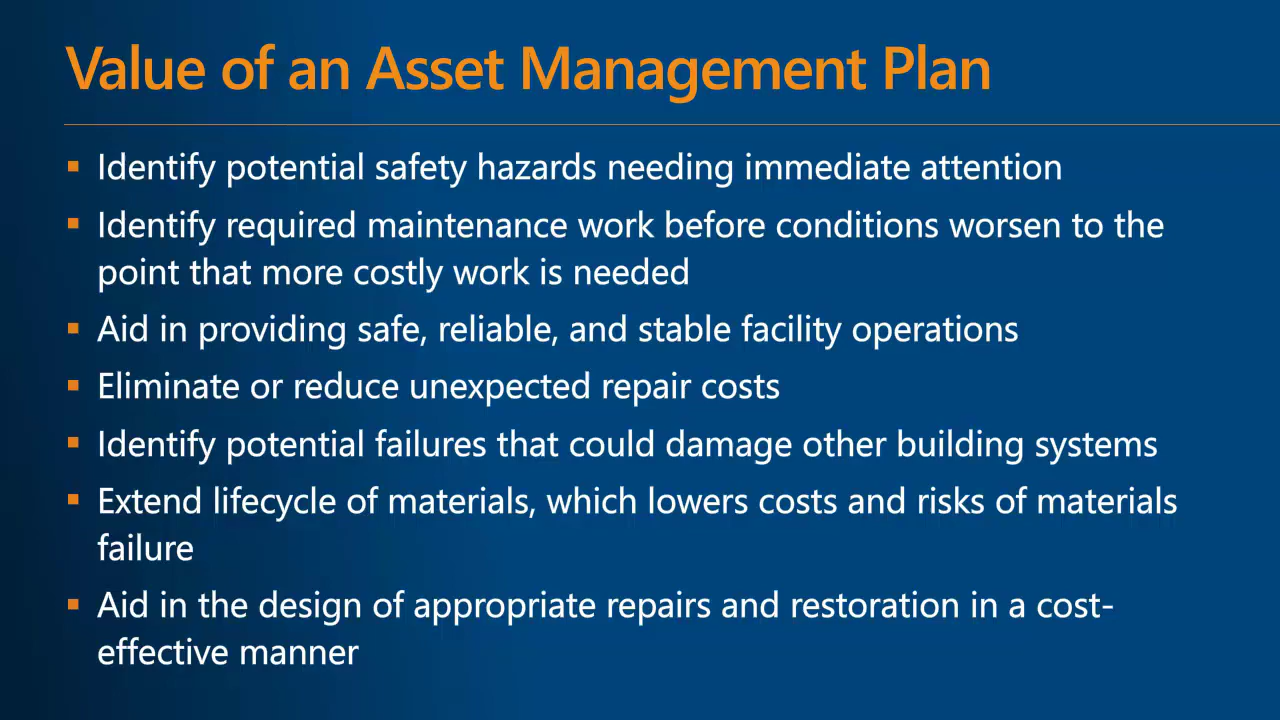 Value of an Asset Management Plan
▪ Identify potential safety hazards needing immediate attention
▪ Identify required maintenance work before conditions worsen to the
point that more costly work is needed
▪ Aid in providing safe, reliable, and stable facility operations
▪ Eliminate or reduce unexpected repair costs
▪ Identify potential failures that could damage other building systems
▪ Extend lifecycle of materials, which lowers costs and risks of materials
failure
▪ Aid in the design of appropriate repairs and restoration in a cost-
effective manner